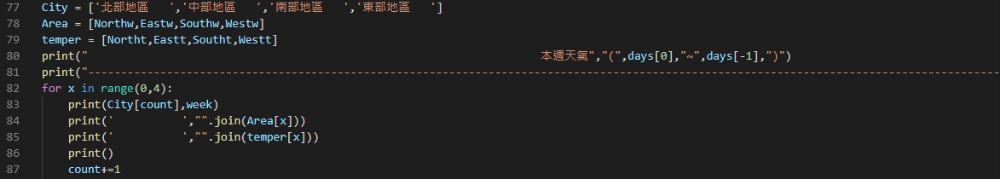 77 City = ['北部地區   ','中部地區   ','南部地區   ','東部地區   ']
78 Area = [Northw,Eastw,Southw,Westw]
79 temper = [Northt,Eastt,Southt,Westt]
80 print("                                                                      本週天氣","(",days[0],"~",days[-1],")")
81 print("----------------------------------------------------------------------------------------------------------------------------------------------
82 for x in range(0,4):
83     print(City[count],week)
84     print('          ',"".join(Area[x]))
85     print('          ',"".join(temper[x]))
86     print()
87     count+=1